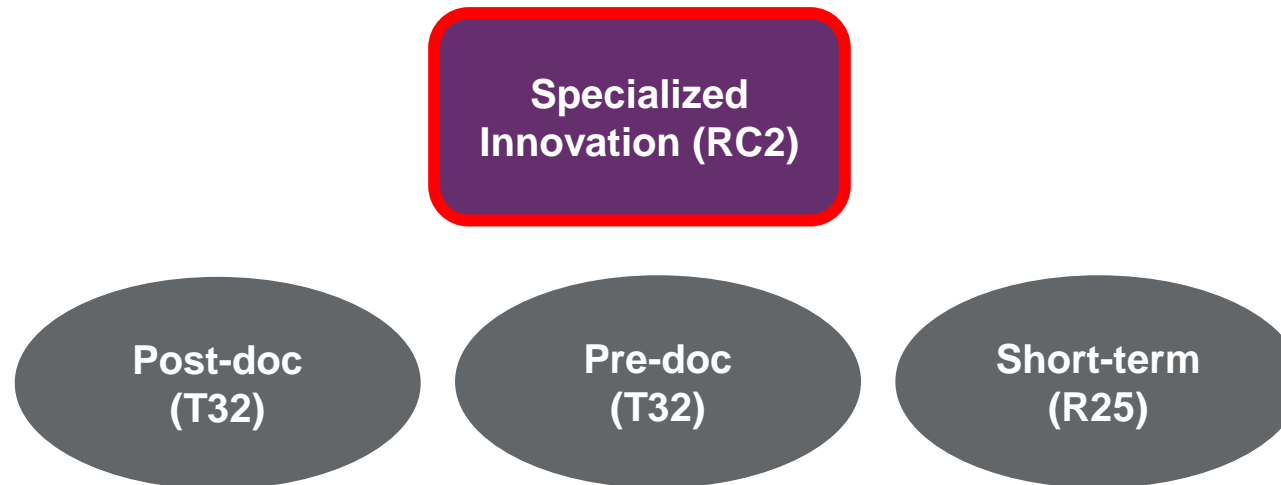 Specialized
Innovation (RC2)
Post-doc
(T32)
Pre-doc
(T32)
Short-term
(R25)